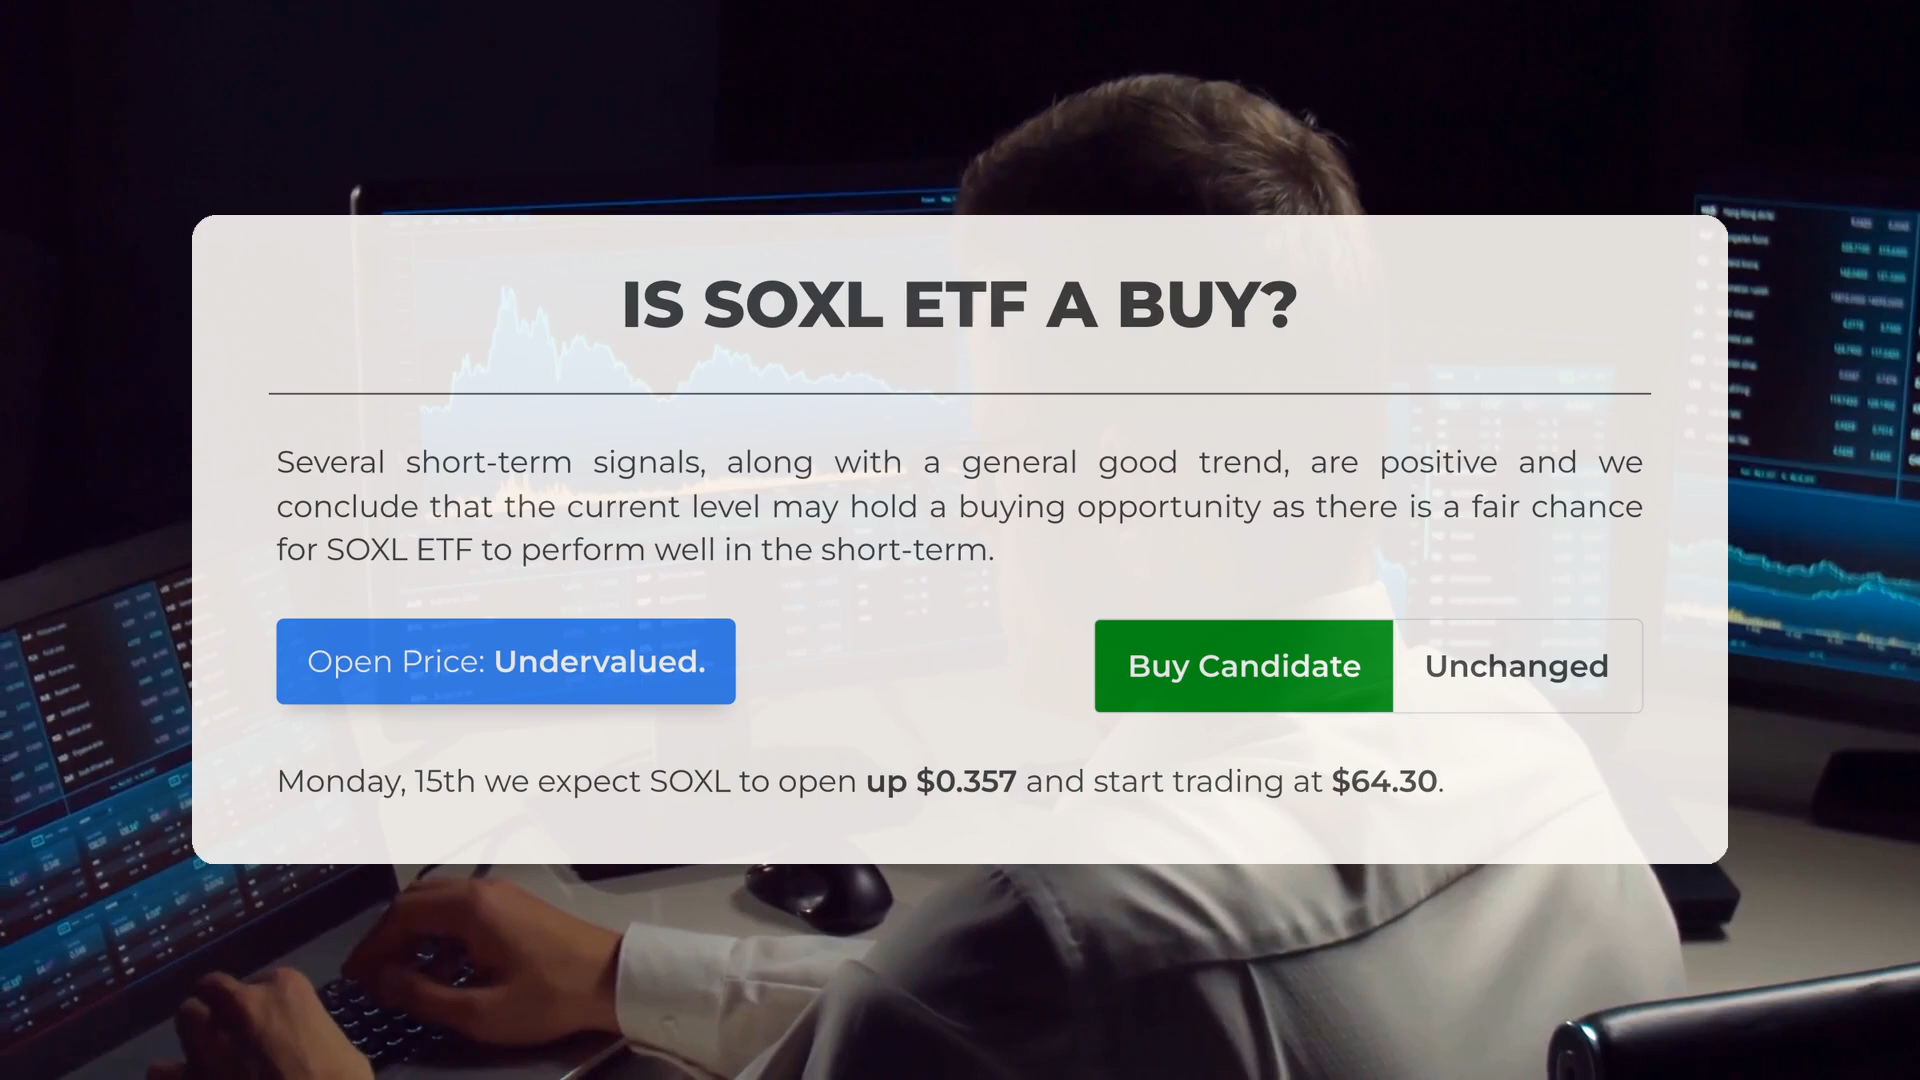 IS SOXL ETF A BUY?
Several short-term signals, along with a general good trend, are positive and we
conclude that the current level may hold a buying opportunity as there is a fair chance
for SOXL ETF to perform well in the short-term.
Open Price: Undervalued.
Buy Candidate Unchanged
Monday, 15th we expect SOXL to open up $0.357 and start trading at $64.30.